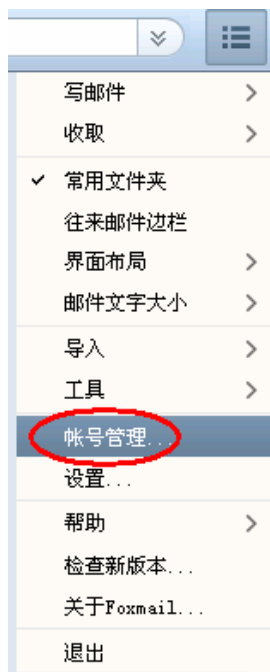 写邮件
收取
常用文件夹
往来邮件边栏
界面布局
邮件文字大小
导入
工具
帐号管理...
设置...
帮助
检查新版本...
关于Foxmail...
退出